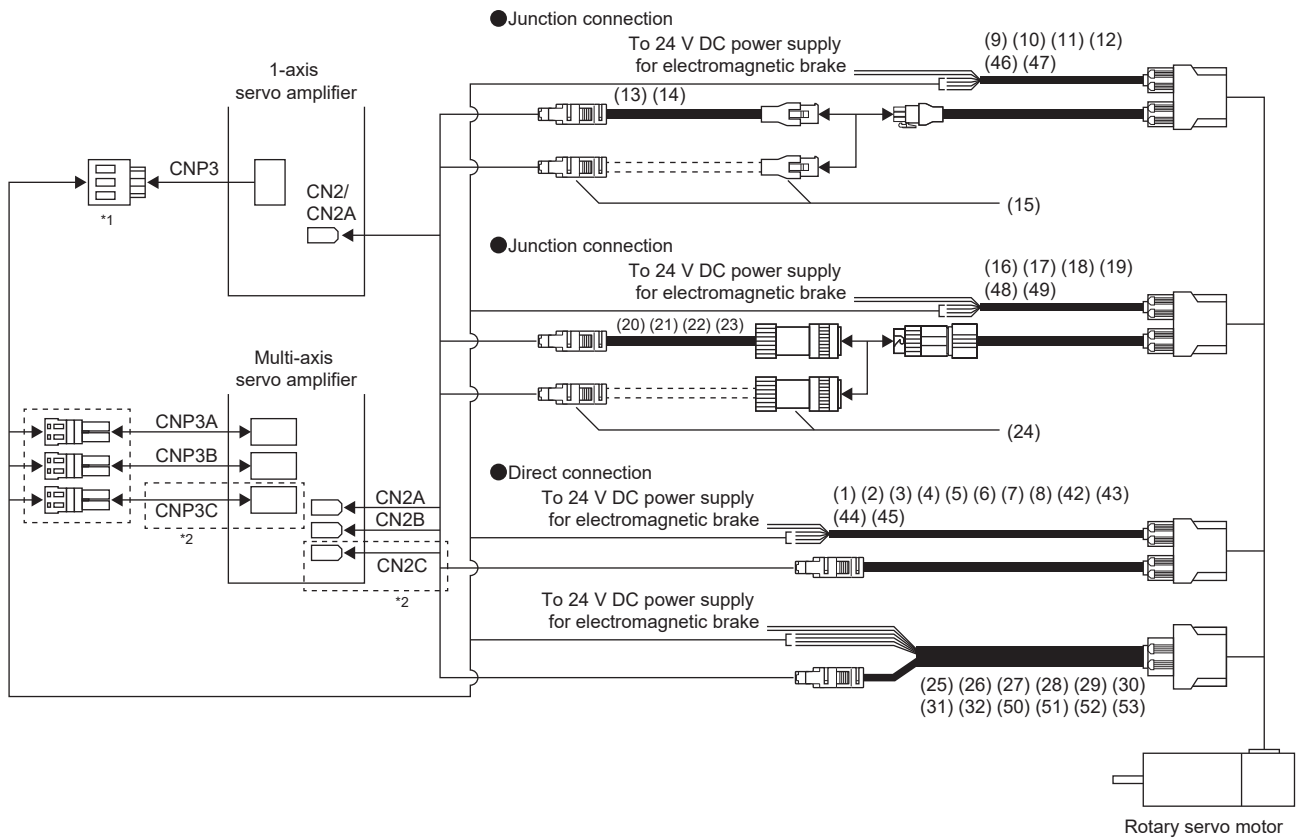 ●Junction connection
To 24 V DC power supply
for electromagnetic brake
(9) (10) (11) (12)
(46) (47)
1-axis
servo amplifier
(13) (14)
CNP3
*1
CN2/
CN2A
(15)
●Junction connection
To 24 V DC power supply
for electromagnetic brake
(16) (17) (18) (19)
(48) (49)
(20) (21) (22) (23)
Multi-axis
servo amplifier
CNP3A
CNP3B
CNP3C
*2
CN2A
CN2B
CN2C
*2
(24)
●Direct connection
To 24 V DC power supply
for electromagnetic brake
(1) (2) (3) (4) (5) (6) (7) (8) (42) (43)
(44) (45)
To 24 V DC power supply
for electromagnetic brake
(25) (26) (27) (28) (29) (30)
(31) (32) (50) (51) (52) (53)
Rotary servo motor